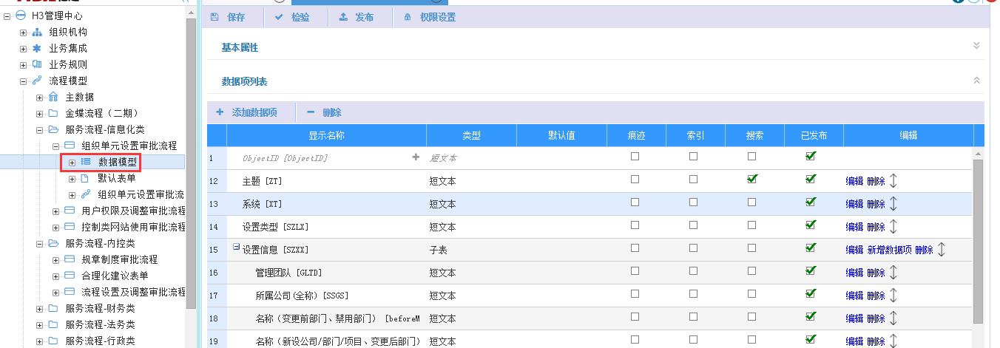 H3管理中心
组织机构
业务集成
业务规则
流程模型
主数据
金蝶流程（二期）
服务流程-信息化类
组织单元设置审批流程
数据模型
默认表单
组织单元设置审批流
用户权限及调整审批流程
控制类网站使用审批流程
服务流程-内控类
规章制度审批流程
合理化建议表单
流程设置及调整审批流程
服务流程-财务类
服务流程-法务类
服务流程-行政类
保存 检验 发布 权限设置
基本属性
数据项列表
添加数据项 删除
显示名称 类型 默认值 痕迹 索引 搜索 已发布 编辑
1 ObjectID [ObjectID] 短文本
12 主题 [ZT] 短文本 编辑 删除
13 系统 [XT] 短文本 编辑 删除
14 设置类型 [SZLX] 短文本 编辑 删除
15 设置信息 [SZXX] 子表 编辑 新增数据项 删除
16 管理团队 [GLTD] 短文本 编辑 删除
17 所属公司(全称) [SSGS] 短文本 编辑 删除
18 名称（变更前部门、禁用部门） [beforeM 短文本 编辑 删除
19 名称（新设公司/部门/项目、变更后部门） 短文本 编辑 删除